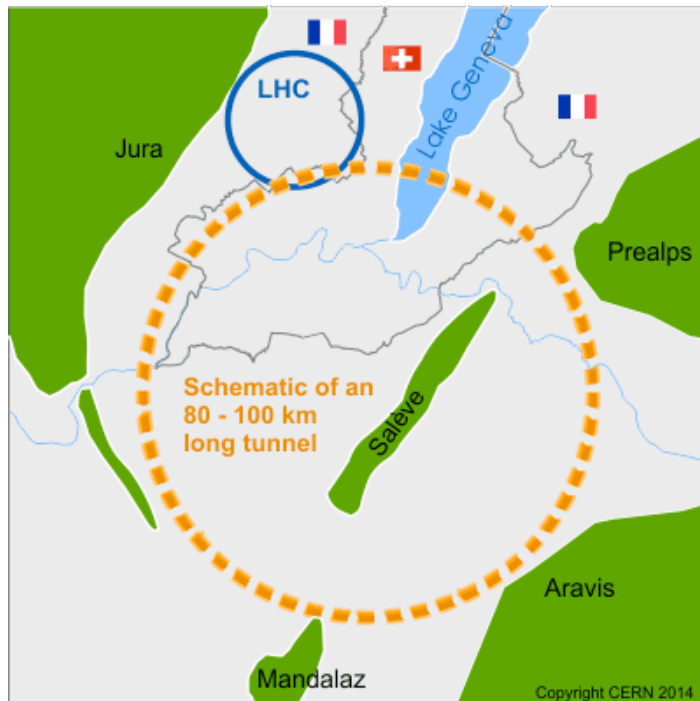 LHC
Lake Geneva
Jura
Prealps
Schematic of an
80 - 100 km
long tunnel
Salève
Aravis
Mandalaz
Copyright CERN 2014